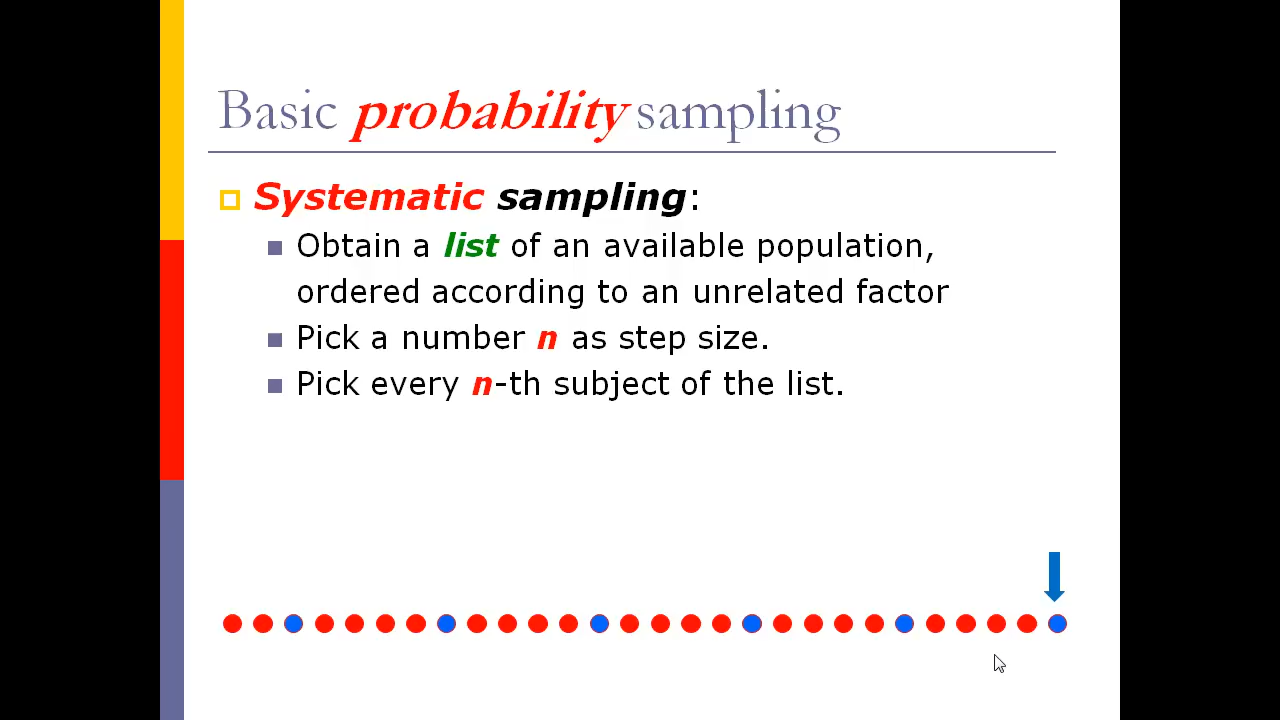 Basic probability sampling
Systematic sampling:
Obtain a list of an available population,
ordered according to an unrelated factor
Pick a number n as step size.
Pick every n-th subject of the list.